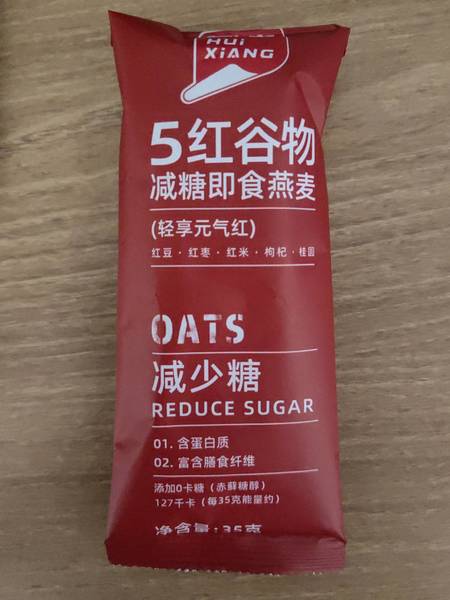 HUI
XIANG
5红谷物
减糖即食燕麦
(轻享元气红)
红豆·红枣·红米·枸杞·桂圆
OATS
减少糖
REDUCE SUGAR
01. 含蛋白质
02. 富含膳食纤维
添加0卡糖（赤藓糖醇）
127千卡（每35克能量约）
净含量:35克